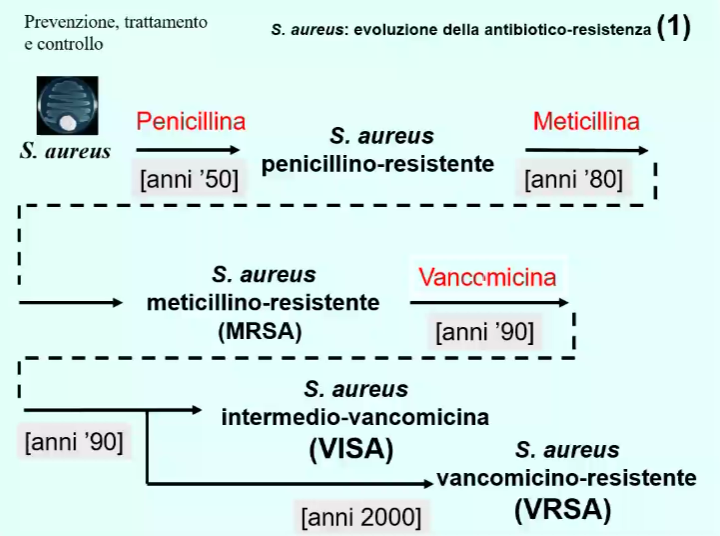 Prevenzione, trattamento
e controllo
S. aureus: evoluzione della antibiotico-resistenza (1)
S. aureus
Penicillina
[anni ’50]
S. aureus
penicillino-resistente
Meticillina
[anni ’80]
S. aureus
meticillino-resistente
(MRSA)
Vancomicina
[anni ’90]
[anni ’90]
S. aureus
intermedio-vancomicina
(VISA)
S. aureus
vancomicino-resistente
(VRSA)
[anni 2000]